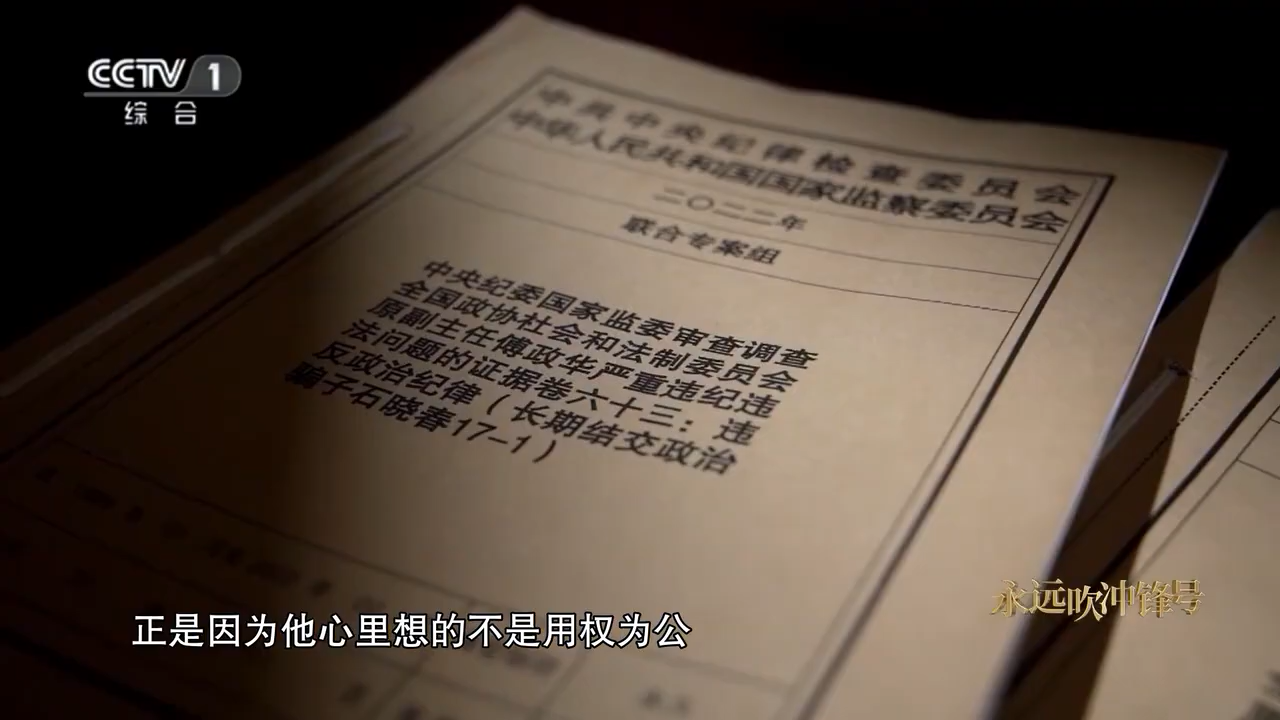 CCTV 1
综合
中共中央纪律检查委员会
中华人民共和国国家监察委员会
二〇二二年
联合专案组
中央纪委国家监委审查调查
全国政协社会和法制委员会
原副主任傅政华严重违纪违
法问题的证据卷六十三：违
反政治纪律（长期结交政治
骗子石晓春17-1）
永远吹冲锋号
正是因为他心里想的不是用权为公